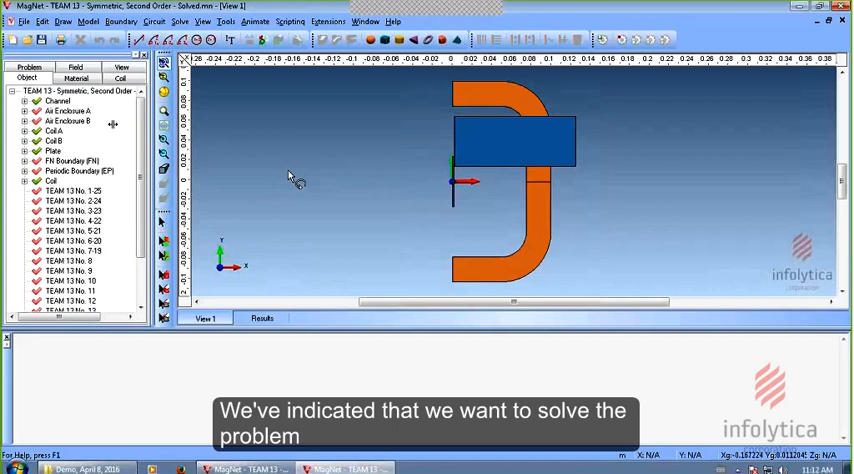 MagNet - [TEAM 13 - Symmetric, Second Order - Solved.mn - [View 1]
File Edit Draw Model Boundary Circuit Solve Tools Animate Scripting Extensions Window Help
Problem Field View
Object Material Coil
TEAM 13 - Symmetric, Second Order -
Channel
Air Enclosure A
Air Enclosure B
Coil A
Coil B
Plate
FN Boundary (FN)
Periodic Boundary (EP)
Coil
TEAM 13 No. 1-25
TEAM 13 No. 2-24
TEAM 13 No. 3-23
TEAM 13 No. 4-22
TEAM 13 No. 5-21
TEAM 13 No. 6-20
TEAM 13 No. 7-19
TEAM 13 No. 8
TEAM 13 No. 9
TEAM 13 No. 10
TEAM 13 No. 11
TEAM 13 No. 12
Y
X
infolytica
corporation
View 1 Results
We've indicated that we want to solve the
problem
infolytica
For Help, press F1
m X: N/A Y: N/A
Demo, April 8, 2016 MagNet - [TEAM 13 -... MagNet - [TEAM 13 -...
11:12 AM